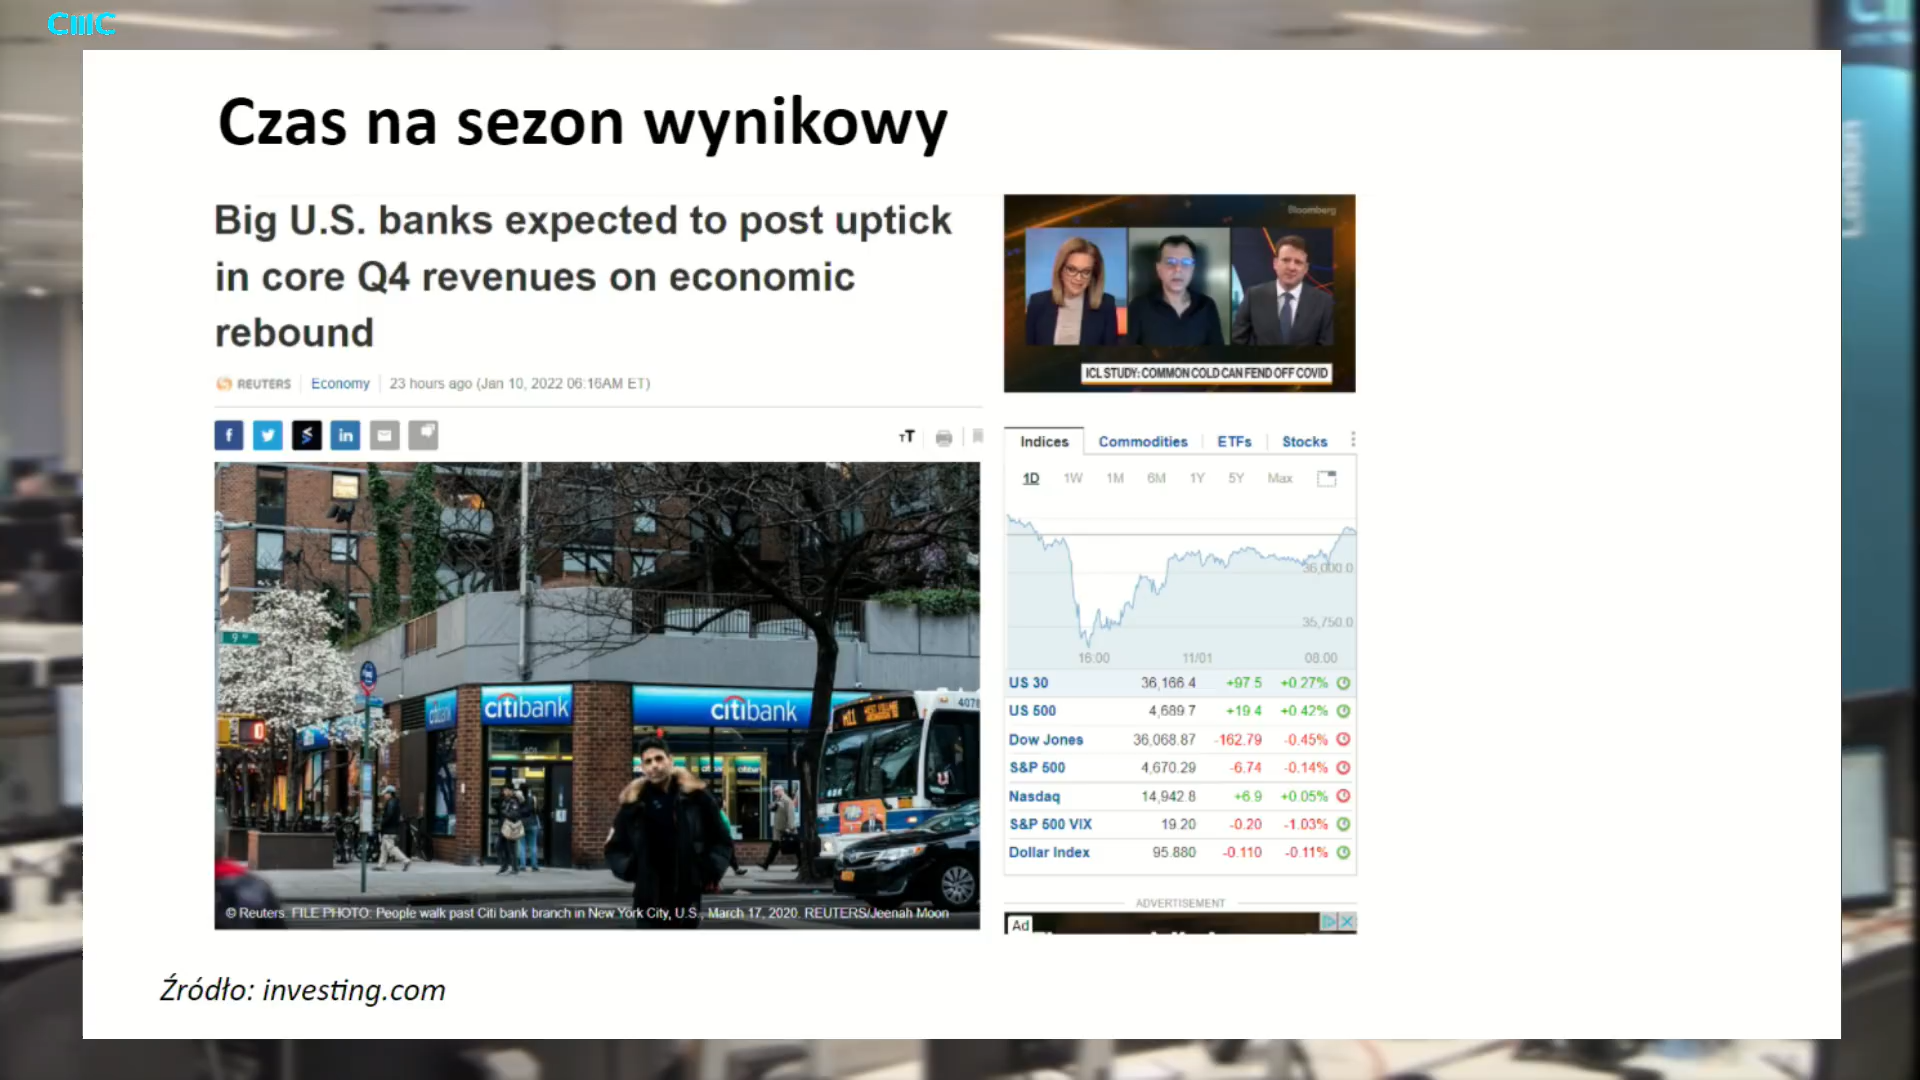 CMC
Czas na sezon wynikowy
Big U.S. banks expected to post uptick
in core Q4 revenues on economic
rebound
REUTERS Economy 23 hours ago (Jan 10, 2022 06:16AM ET)
TT
citibank
citibank
© Reuters. FILE PHOTO: People walk past Citi bank branch in New York City, U.S., March 17, 2020. REUTERS/Jeenah Moon
Bloomberg
ICL STUDY: COMMON COLD CAN FEND OFF COVID
Indices Commodities ETFs Stocks
1D 1W 1M 6M 1Y 5Y Max
36,000.0
35,750.0
16:00 11/01 08:00
US 30 36,166.4 +97.5 +0.27%
US 500 4,689.7 +19.4 +0.42%
Dow Jones 36,068.87 -162.79 -0.45%
S&P 500 4,670.29 -6.74 -0.14%
Nasdaq 14,942.8 +6.9 +0.05%
S&P 500 VIX 19.20 -0.20 -1.03%
Dollar Index 95.880 -0.110 -0.11%
ADVERTISEMENT
Ad
Źródło: investing.com
London